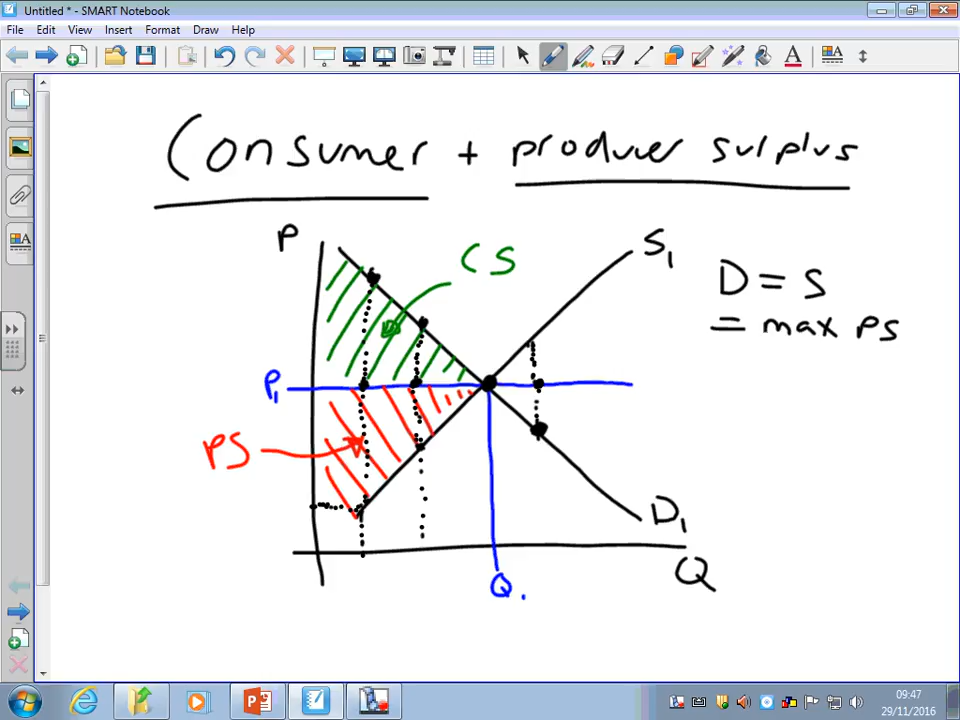 Untitled * - SMART Notebook
File Edit View Insert Format Draw Help
Consumer + producer surplus
P
CS
S1
D = S
= max PS
P1
PS
D1
Q
Q.
09:47
29/11/2016